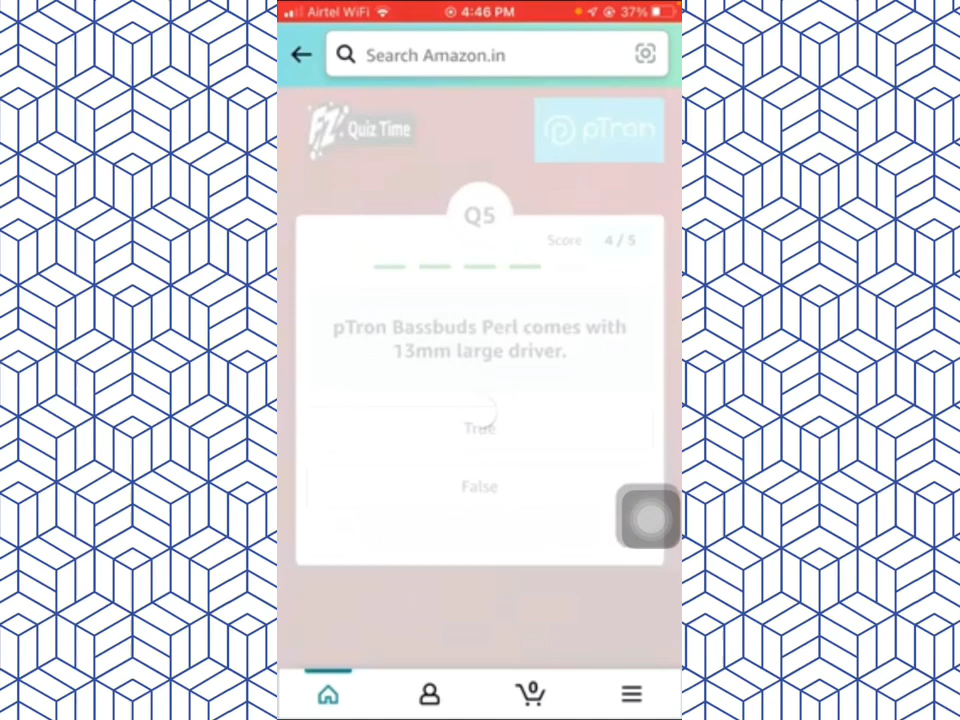 Airtel WiFi 4:46 PM 37%
Search Amazon.in
FZ Quiz Time
pTron
Q5
Score 4 / 5
pTron Bassbuds Perl comes with
13mm large driver.
True
False
0